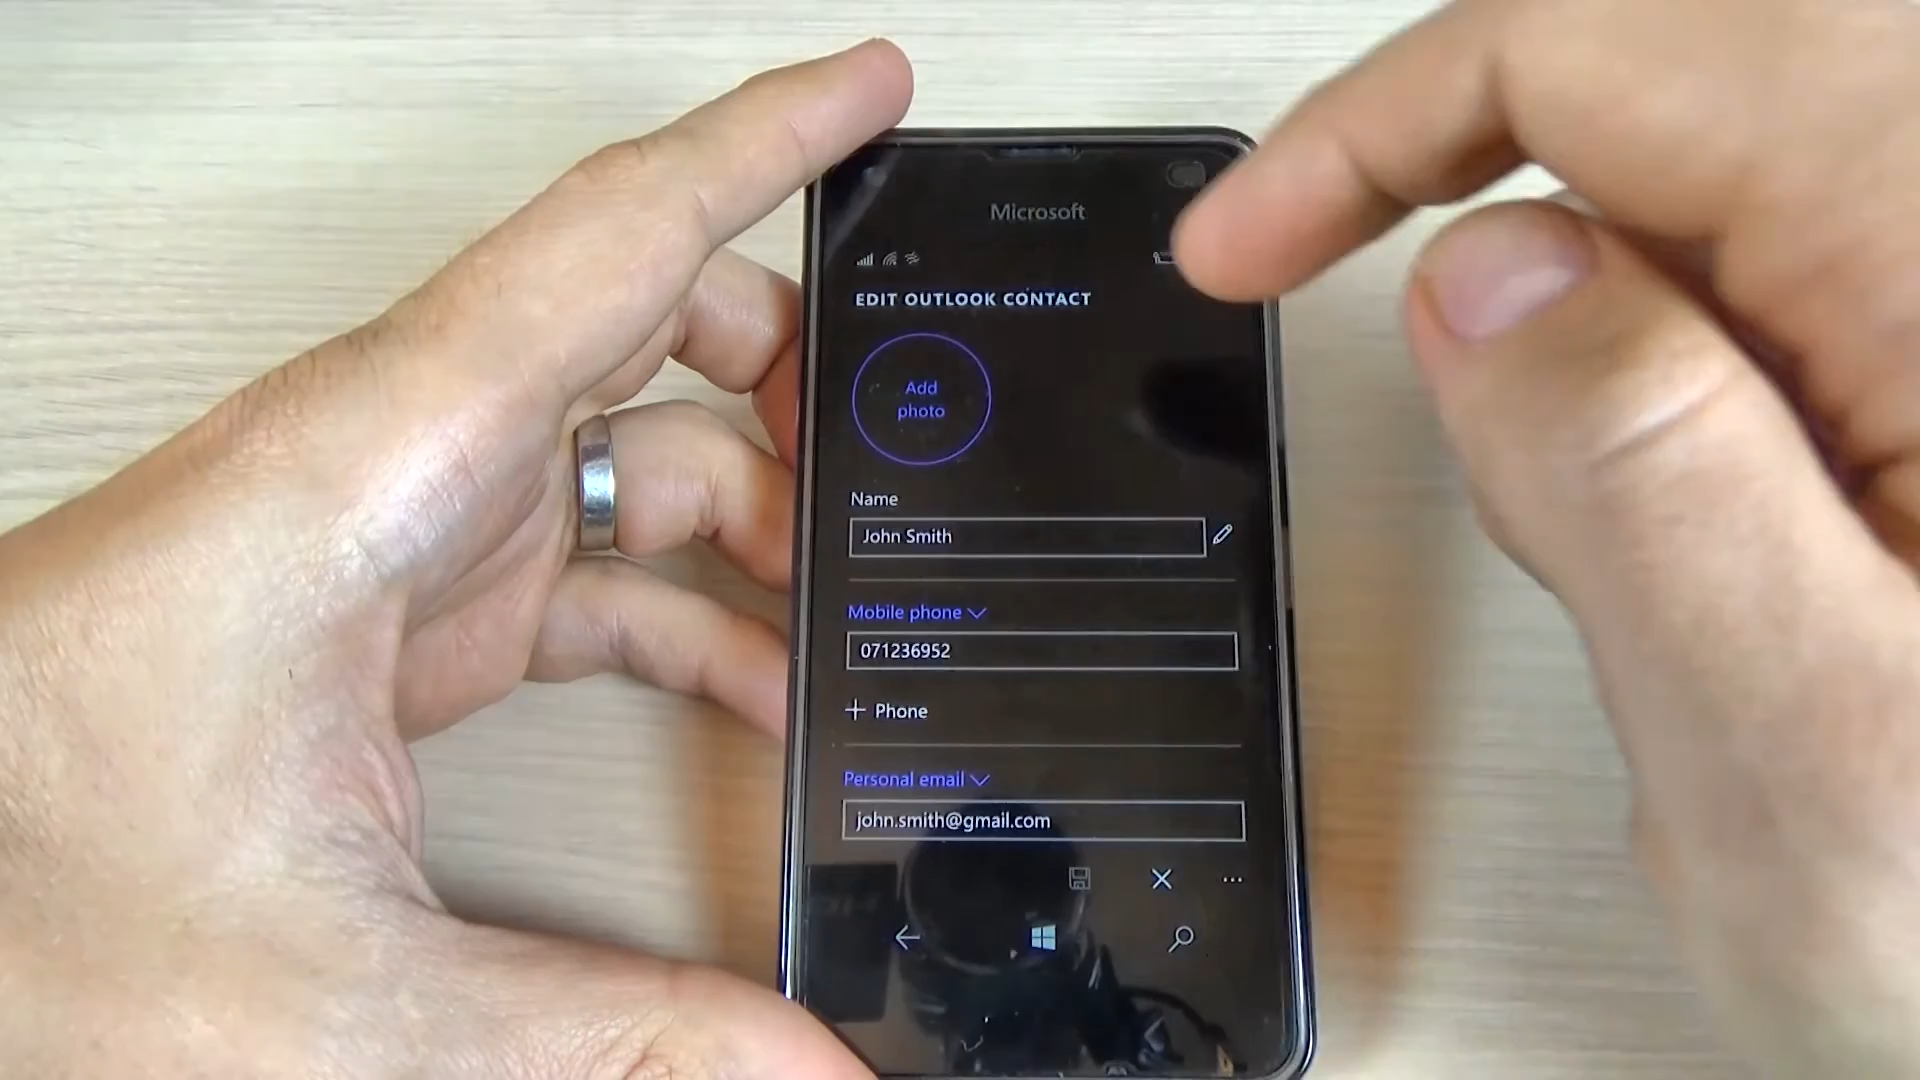 Microsoft
EDIT OUTLOOK CONTACT
Add
photo
Name
John Smith
Mobile phone
071236952
+ Phone
Personal email
john.smith@gmail.com
...